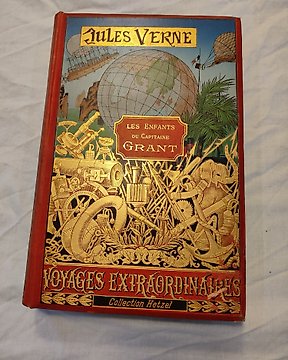 JULES VERNE
LES ENFANTS
DU CAPITAINE
GRANT
VOYAGES EXTRAORDINAIRES
Collection Hetzel